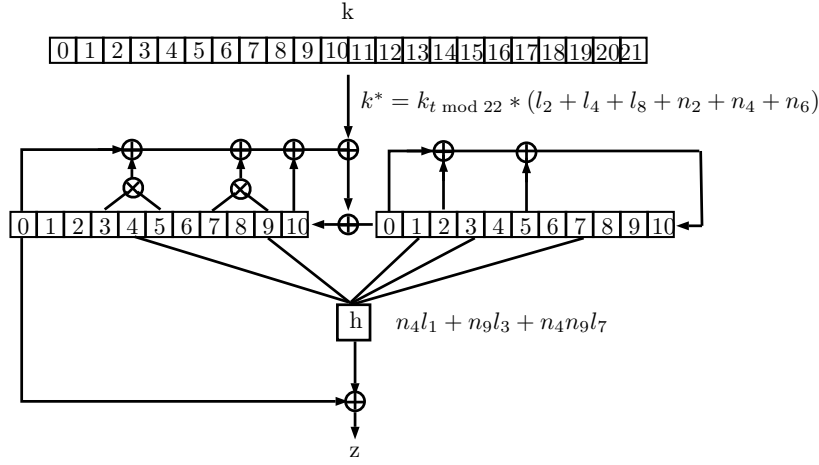 k
0 1 2 3 4 5 6 7 8 9 10 11 12 13 14 15 16 17 18 19 20 21
k* = k_{t mod 22} * (l_2 + l_4 + l_8 + n_2 + n_4 + n_6)
0 1 2 3 4 5 6 7 8 9 10 0 1 2 3 4 5 6 7 8 9 10
h n_4l_1 + n_9l_3 + n_4n_9l_7
z